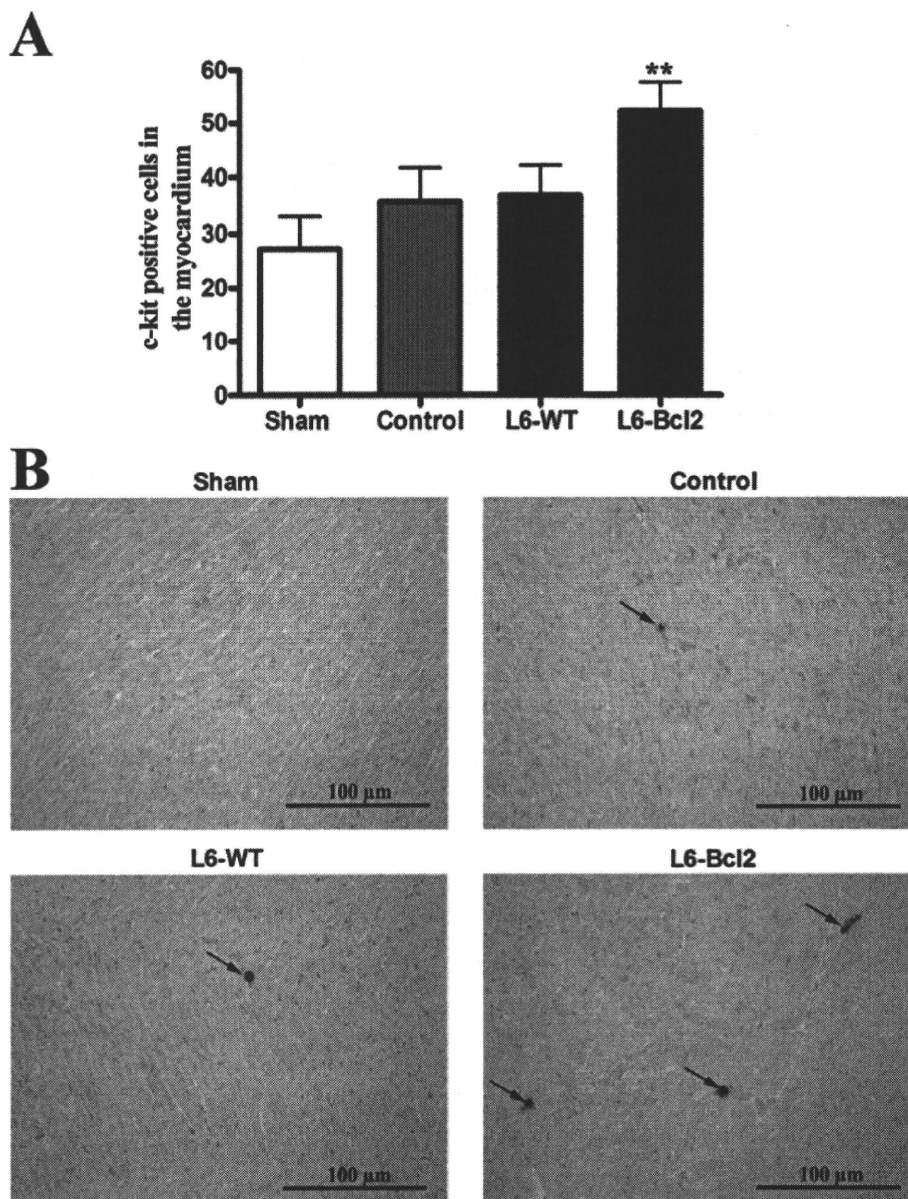 A
**
60
50
40
30
20
10
0
c-kit positive cells in
the myocardium
Sham Control L6-WT L6-Bcl2
B
Sham Control
100 µm 100 µm
L6-WT L6-Bcl2
100 µm 100 µm